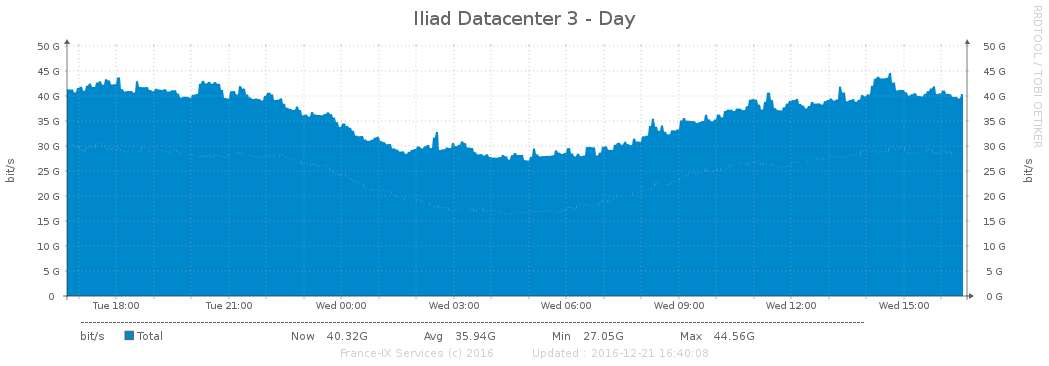 Iliad Datacenter 3 - Day
RRDTOOL / TOBI OETIKER
50 G 50 G
45 G 45 G
40 G 40 G
35 G 35 G
30 G 30 G
25 G 25 G
20 G 20 G
15 G 15 G
10 G 10 G
5 G 5 G
0 0 G
bit/s bit/s
Tue 18:00 Tue 21:00 Wed 00:00 Wed 03:00 Wed 06:00 Wed 09:00 Wed 12:00 Wed 15:00
bit/s Total Now 40.32G Avg 35.94G Min 27.05G Max 44.56G
France-IX Services (c) 2016 Updated : 2016-12-21 16:40:08